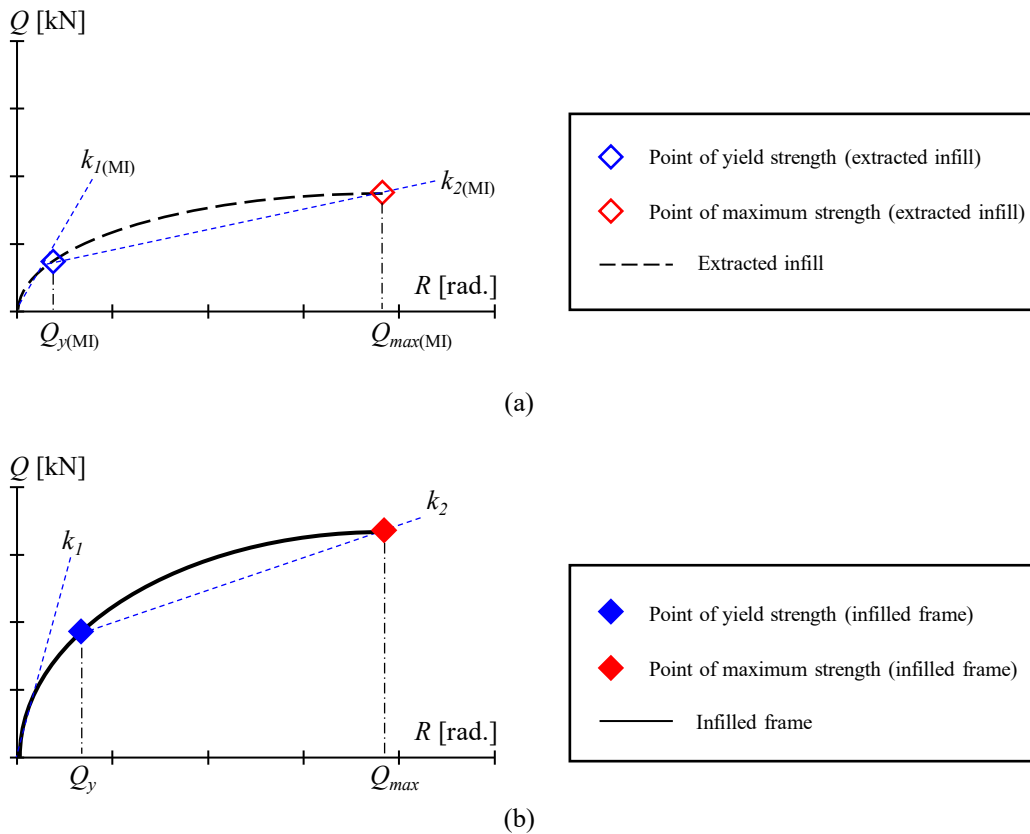 Q [kN]
k1(MI)
k2(MI)
R [rad.]
Qy(MI)
Qmax(MI)
Point of yield strength (extracted infill)
Point of maximum strength (extracted infill)
Extracted infill
(a)
Q [kN]
k1
k2
R [rad.]
Qy
Qmax
Point of yield strength (infilled frame)
Point of maximum strength (infilled frame)
Infilled frame
(b)